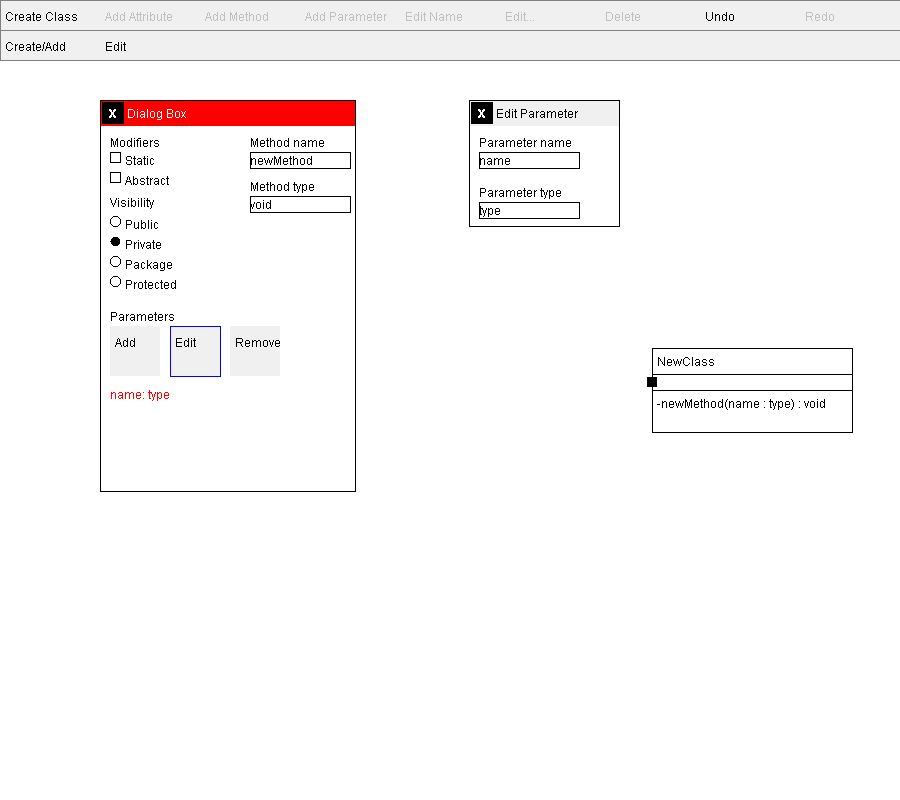 Create Class Add Attribute Add Method Add Parameter Edit Name Edit... Delete Undo Redo
Create/Add Edit
X Dialog Box
Modifiers
Static
Abstract
Visibility
Public
Private
Package
Protected
Method name
newMethod
Method type
void
Parameters
Add Edit Remove
name: type
X Edit Parameter
Parameter name
name
Parameter type
type
NewClass
-newMethod(name : type) : void